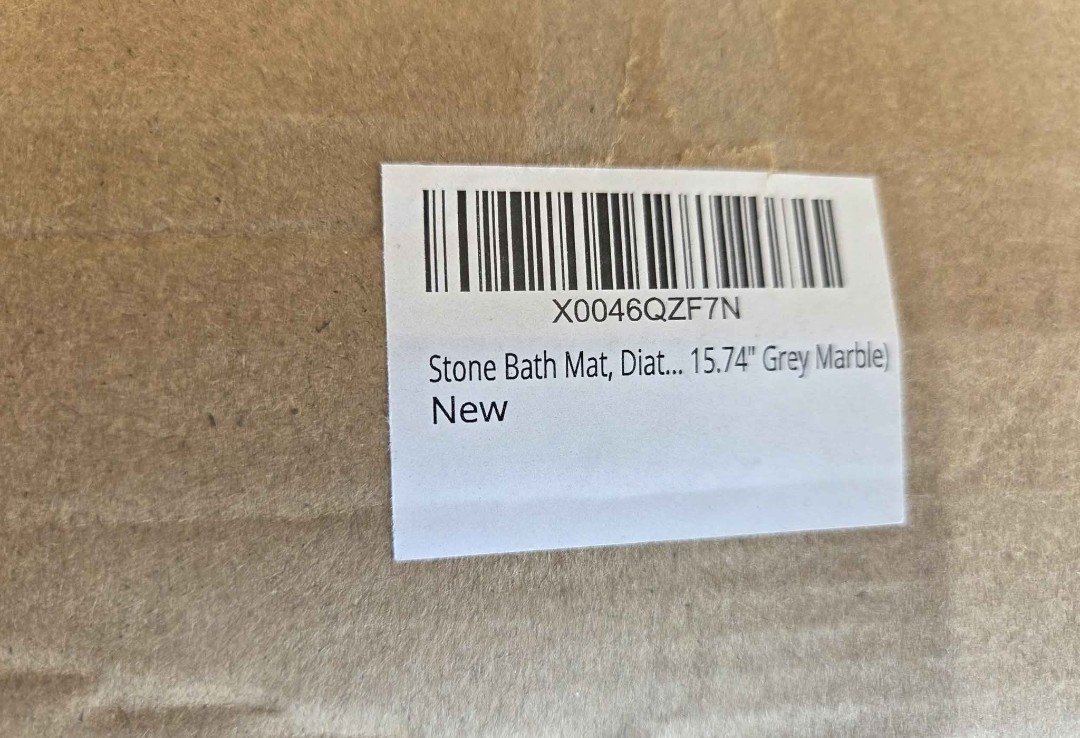 X0046QZF7N
Stone Bath Mat, Diat... 15.74" Grey Marble)
New